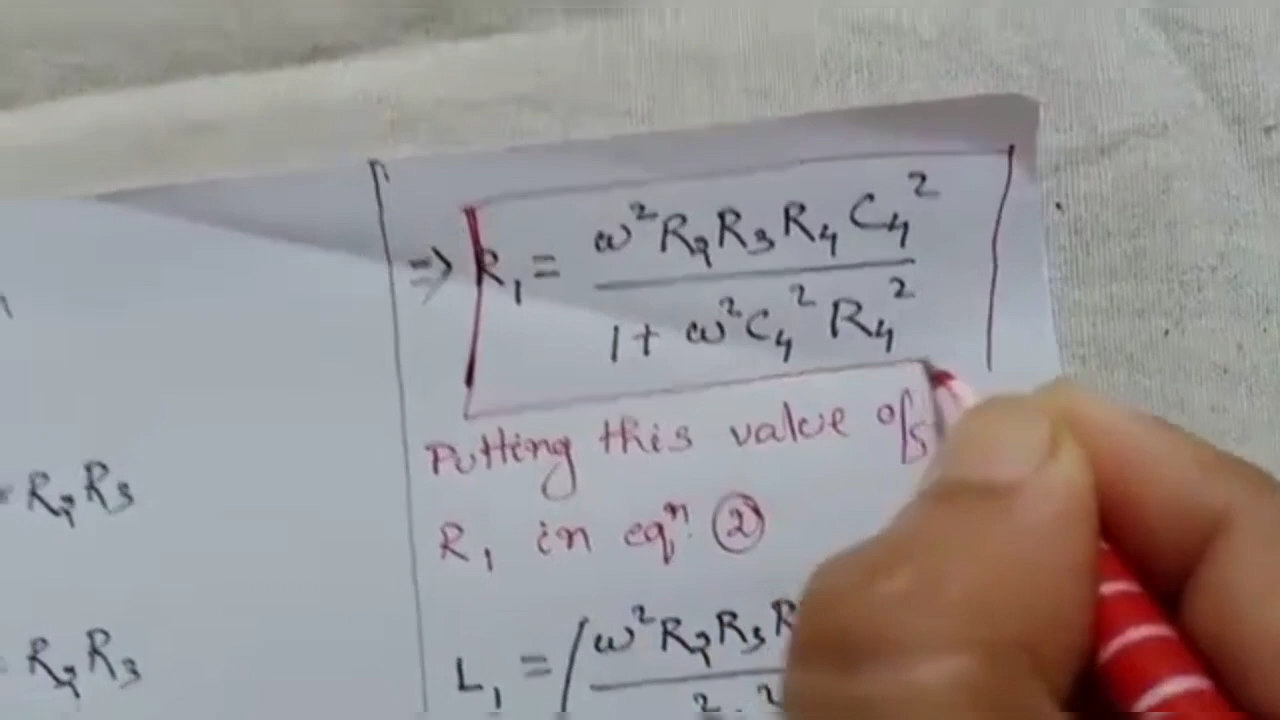 => R₁ = ω²R₂R₃R₄C₄² / 1 + ω²C₄²R₄²
Putting this value of
R₁ in eqⁿ. ②
= R₂R₃
L₁ = (ω²R₂R₃R
= R₂R₃